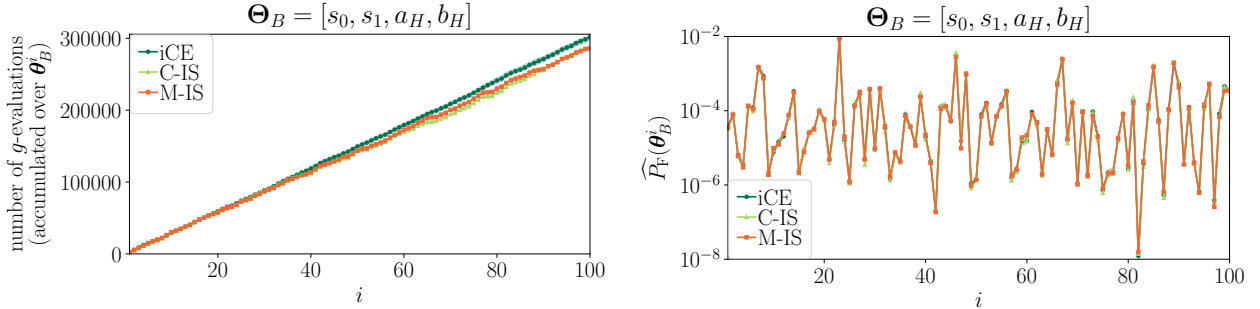 𝚯_B = [s_0, s_1, a_H, b_H]
number of g-evaluations
(accumulated over 𝜽_B^i)
300000
200000
100000
0
iCE
C-IS
M-IS
20
40
60
80
100
i
𝚯_B = [s_0, s_1, a_H, b_H]
\widehat{P_F}(𝜽_B^i)
10^{-2}
10^{-4}
10^{-6}
10^{-8}
iCE
C-IS
M-IS
20
40
60
80
100
i